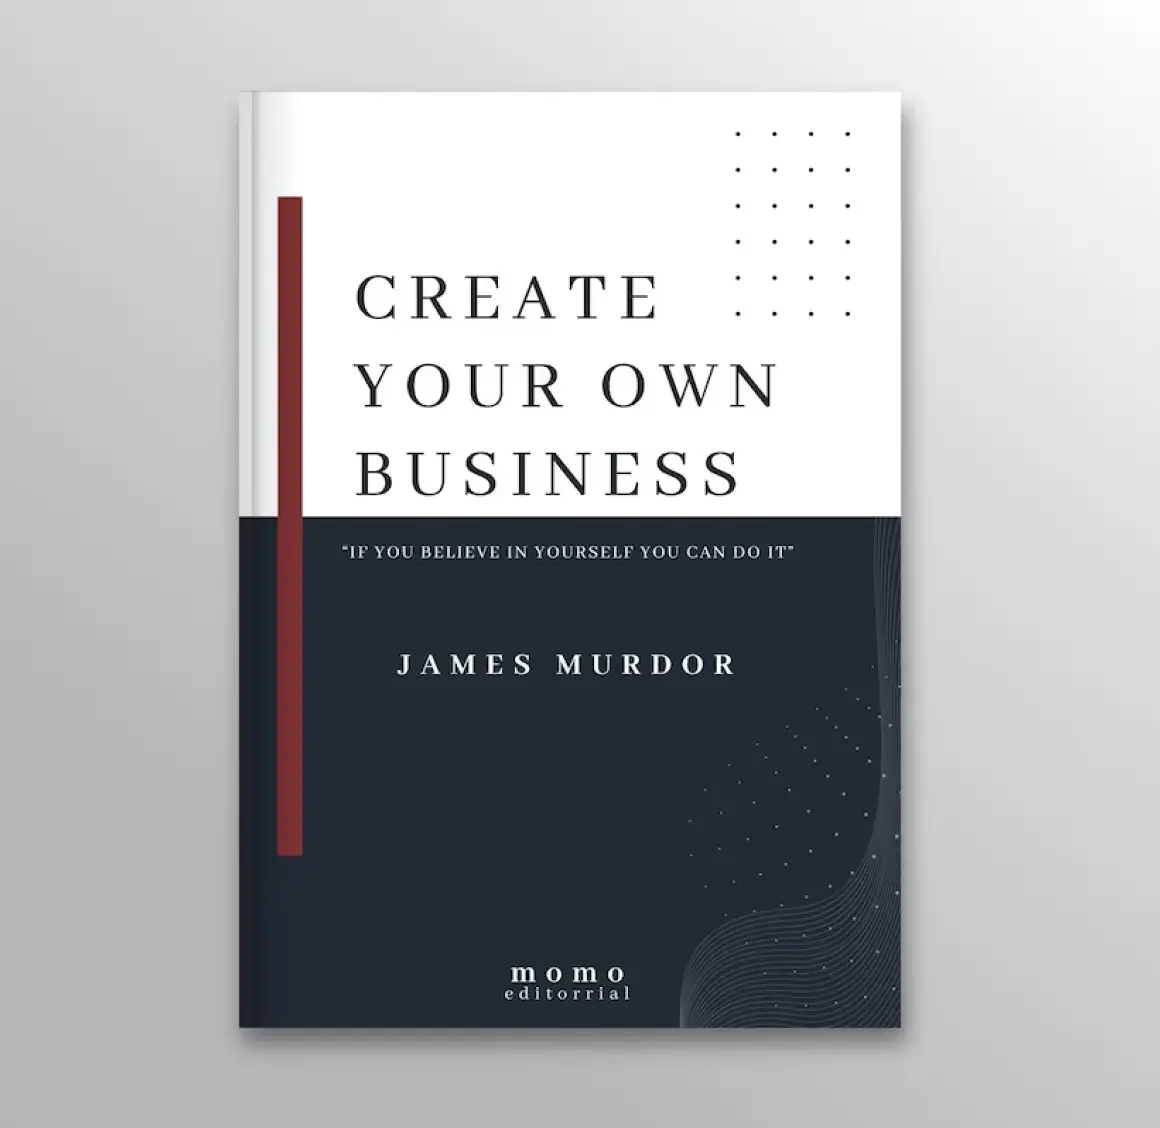 CREATE
YOUR OWN
BUSINESS
“IF YOU BELIEVE IN YOURSELF YOU CAN DO IT”
JAMES MURDOR
momo
editorrial